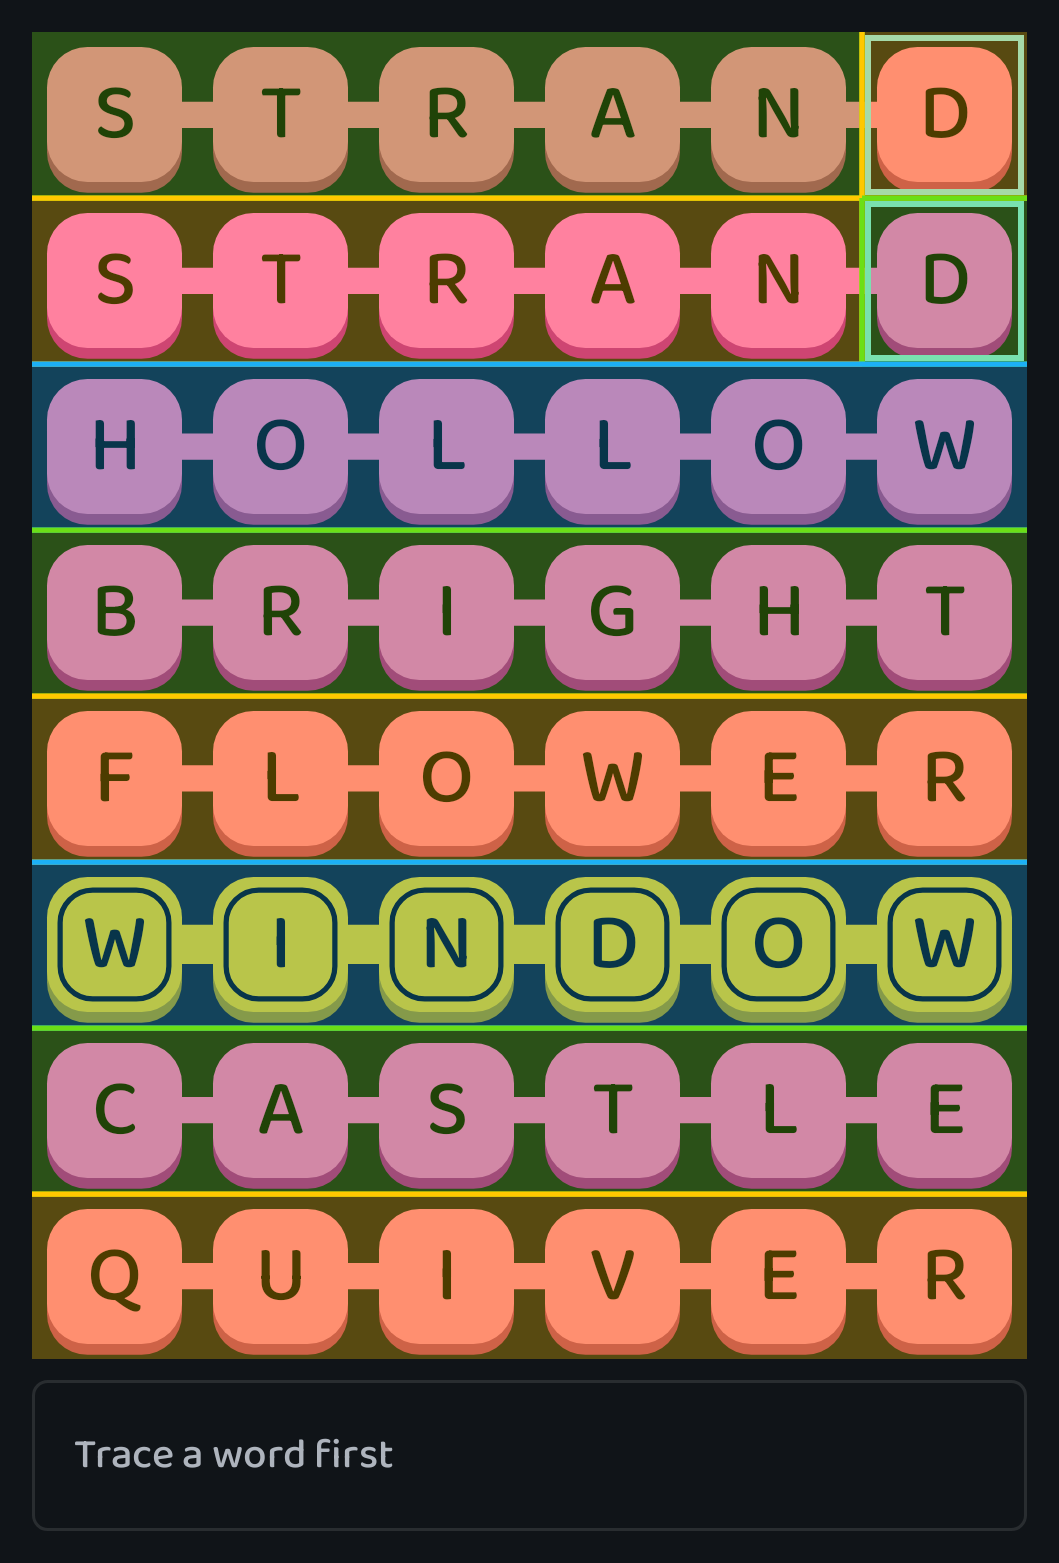 STRAND
STRAND
HOLLOW
BRIGHT
FLOWER
WINDOW
CASTLE
QUIVER
Trace a word first